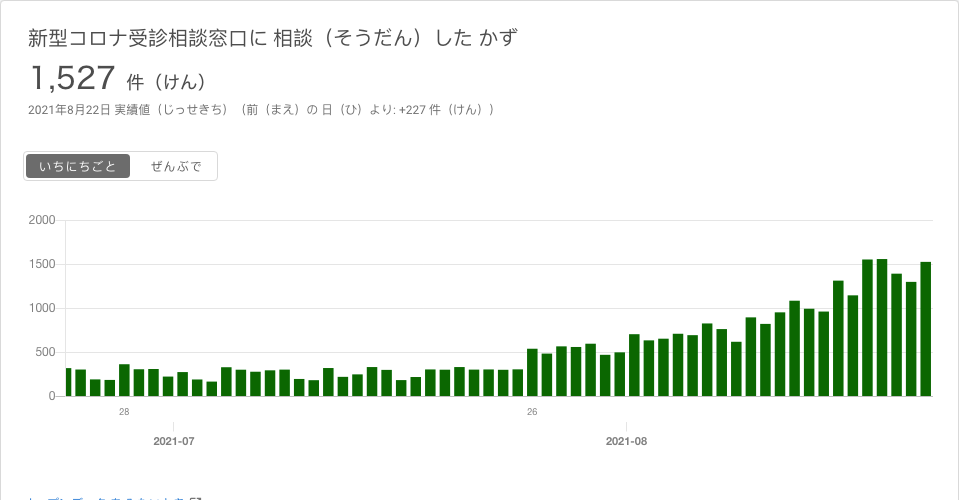 新型コロナ受診相談窓口に 相談（そうだん）した かず
1,527 件（けん）
2021年8月22日 実績値（じっせきち）（前（まえ）の 日（ひ）より: +227 件（けん））
いちにちごと ぜんぶで
2000
1500
1000
500
0
28 26
2021-07 2021-08